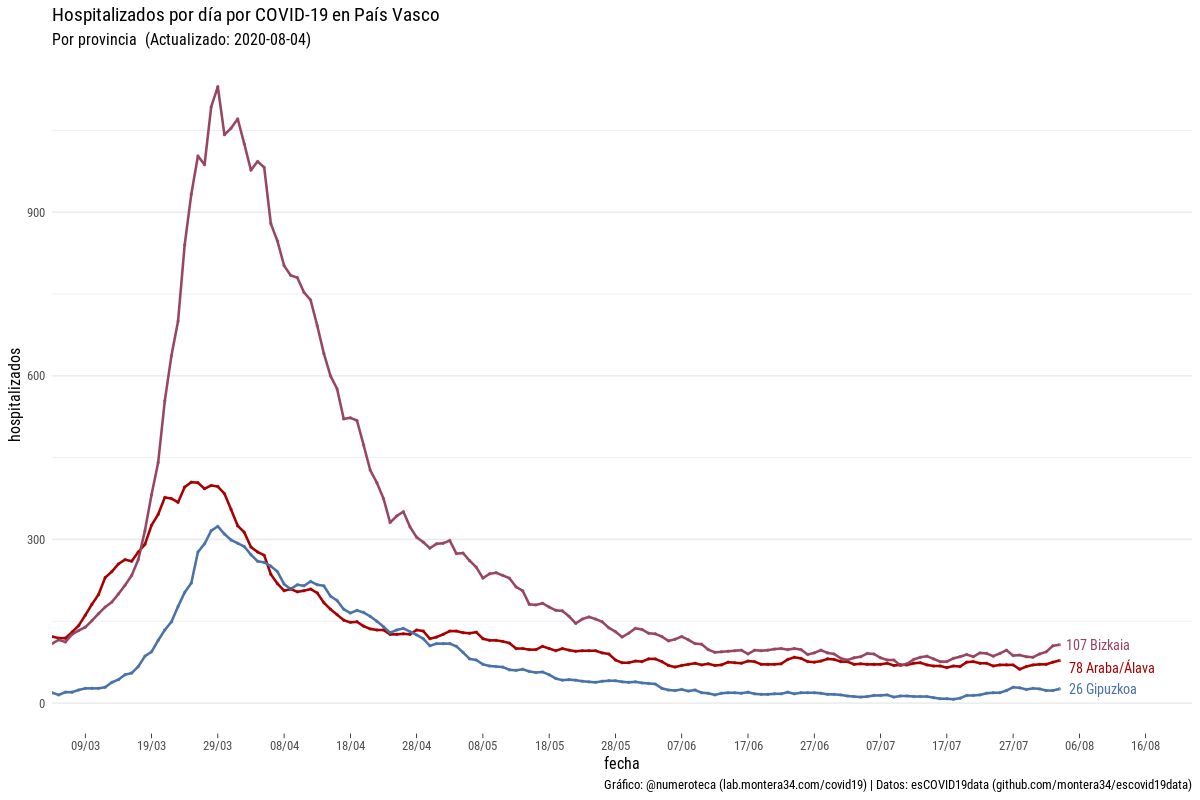 Hospitalizados por día por COVID-19 en País Vasco
Por provincia  (Actualizado: 2020-08-04)
hospitalizados
900
600
300
0
107 Bizkaia
78 Araba/Álava
26 Gipuzkoa
09/03 19/03 29/03 08/04 18/04 28/04 08/05 18/05 28/05 07/06 17/06 27/06 07/07 17/07 27/07 06/08 16/08
fecha
Gráfico: @numeroteca (lab.montera34.com/covid19) | Datos: esCOVID19data (github.com/montera34/escovid19data)